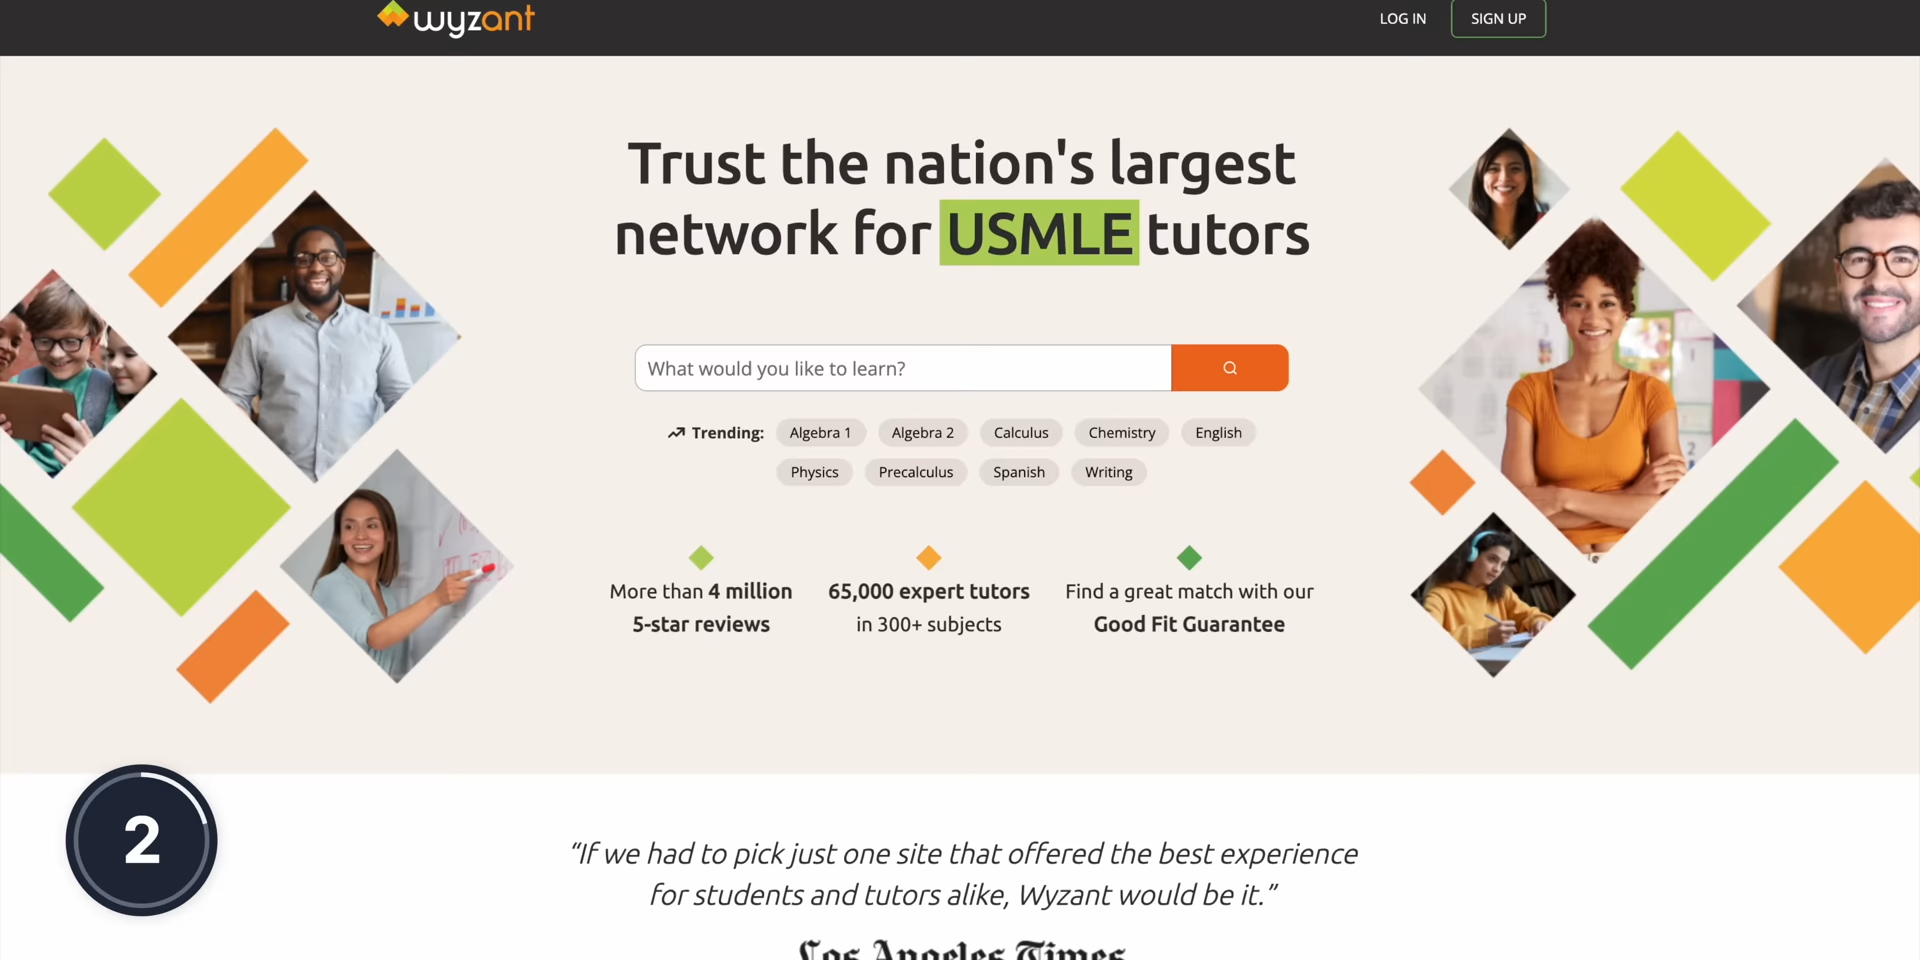 wyzant
LOG IN
SIGN UP
Trust the nation's largest
network for USMLE tutors
What would you like to learn?
Trending: Algebra 1 Algebra 2 Calculus Chemistry English
Physics Precalculus Spanish Writing
More than 4 million
5-star reviews
65,000 expert tutors
in 300+ subjects
Find a great match with our
Good Fit Guarantee
2
“If we had to pick just one site that offered the best experience
for students and tutors alike, Wyzant would be it.”
Los Angeles Times